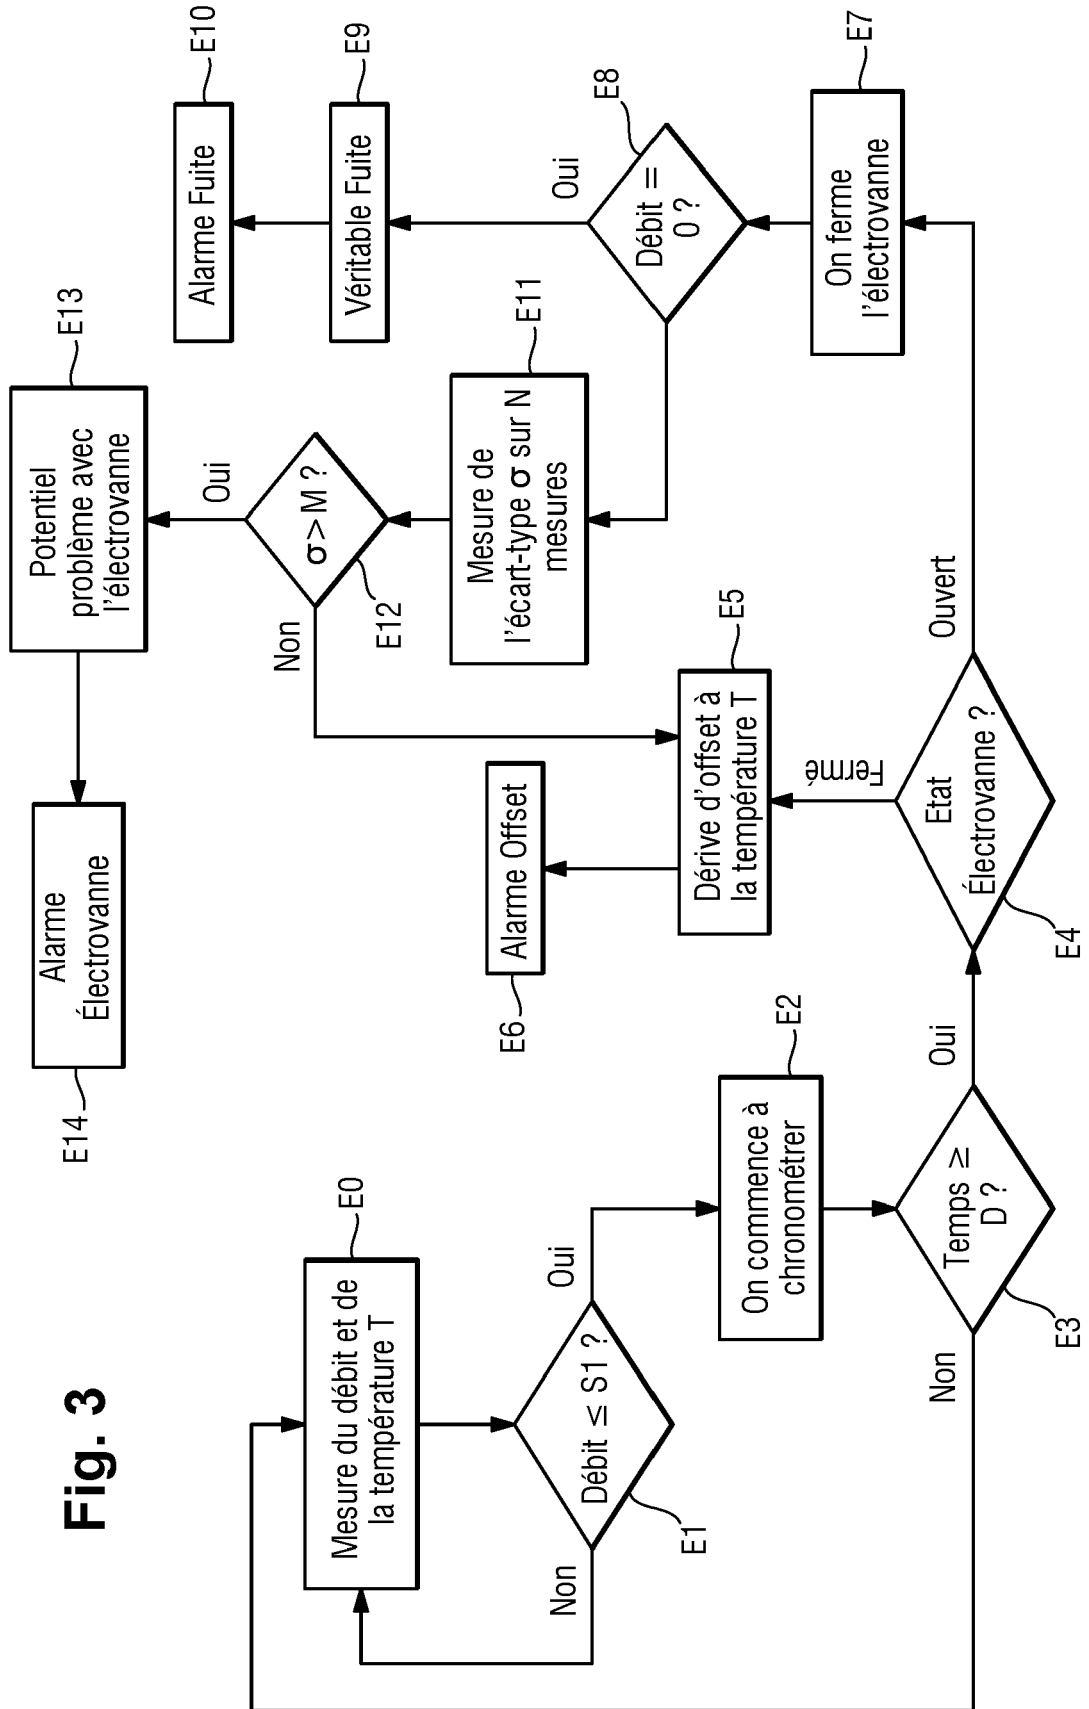 Fig. 3
E0
Mesure du débit et de
la température T
E1
Débit ≤ S1 ?
Non
Oui
E2
On commence à
chronométrer
E3
Temps ≥
D ?
Non
Oui
E4
Etat
Électrovanne ?
Fermé
Ouvert
E5
Dérive d'offset à
la température T
E6
Alarme Offset
E7
On ferme
l'électrovanne
E8
Débit =
0 ?
Oui
E9
Véritable Fuite
E10
Alarme Fuite
E11
Mesure de
l'écart-type σ sur N
mesures
E12
σ> M ?
Non
Oui
E13
Potentiel
problème avec
l'électrovanne
E14
Alarme
Électrovanne